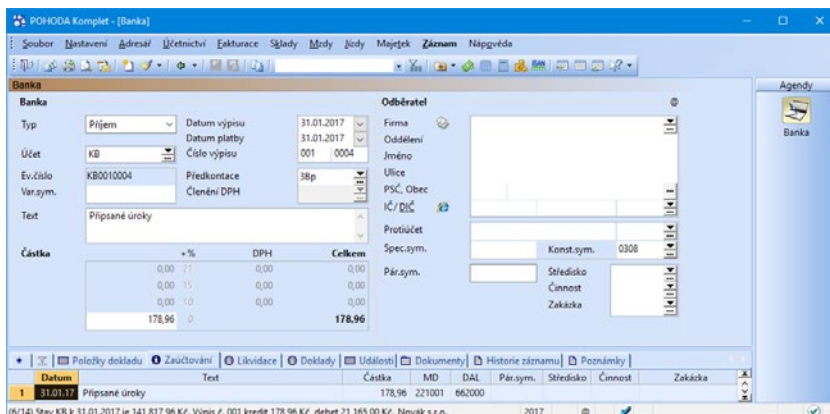 POHODA Komplet - [Banka]
Soubor Nastavení Adresář Účetnictví Fakturace Sklady Mzdy Jízdy Majetek Záznam Nápověda
Banka
Agendy
Banka
Banka
Odběratel @
Typ Příjem Datum výpisu 31.01.2017
Datum platby 31.01.2017
Účet KB Číslo výpisu 001 0004
Ev.číslo KB0010004 Předkontace 3Bp
Var.sym. Členění DPH
Text Připsané úroky
Částka +% DPH Celkem
0,00 21 0,00 0,00
0,00 15 0,00 0,00
0,00 10 0,00 0,00
178,96 0 178,96
Firma
Oddělení
Jméno
Ulice
PSČ, Obec
IČ/DIČ
Protiúčet
Spec.sym. Konst.sym. 0308
Pár.sym. Středisko
Činnost
Zakázka
Položky dokladu Zaúčtování Likvidace Doklady Události Dokumenty Historie záznamu Poznámky
Datum Text Částka MD DAL Pár.sym. Středisko Činnost Zakázka
1 31.01.17 Připsané úroky 178,96 221001 662000
(6/14) Stav KB k 31.01.2017 je 141 817,96 Kč, Výpis č. 001 kredit 178,96 Kč, debet 21 165,00 Kč, Novák s.r.o. 2017 @